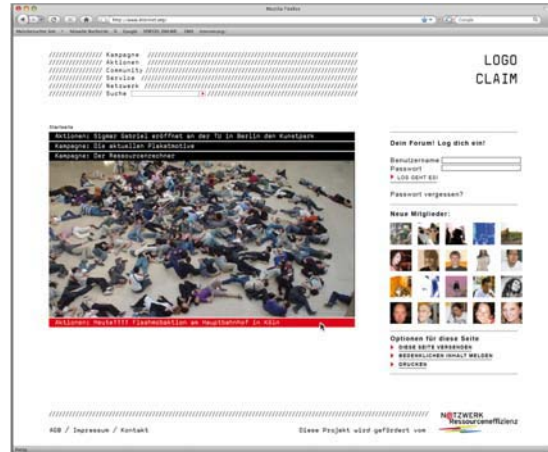 Mozilla Firefox
Google
/////////////// Kampagne ///////////////
/////////////// Aktionen ///////////////
/////////////// Community ///////////////
/////////////// Service ///////////////
/////////////// Netzwerk ///////////////
/////////////// Suche ///////////////
LOGO
CLAIM
Startseite
Aktionen: Sigmar Gabriel eröffnet an der TU in Berlin den Kunstpark
Kampagne: Die aktuellen Plakatmotive
Kampagne: Der Ressourcenrechner
Aktionen: Heute???? Flashmobaktion am Hauptbahnhof in Köln
Dein Forum! Log dich ein!
Benutzername
Passwort
LOS GEHT ES!
Passwort vergessen?
Neue Mitglieder:
Optionen für diese Seite
DIESE SEITE VERSENDEN
BEDENKLICHEN INHALT MELDEN
DRUCKEN
AGB / Impressum / Kontakt
Diese Projekt wird gefördert vom
N@TZWERK
Ressourceneffizienz